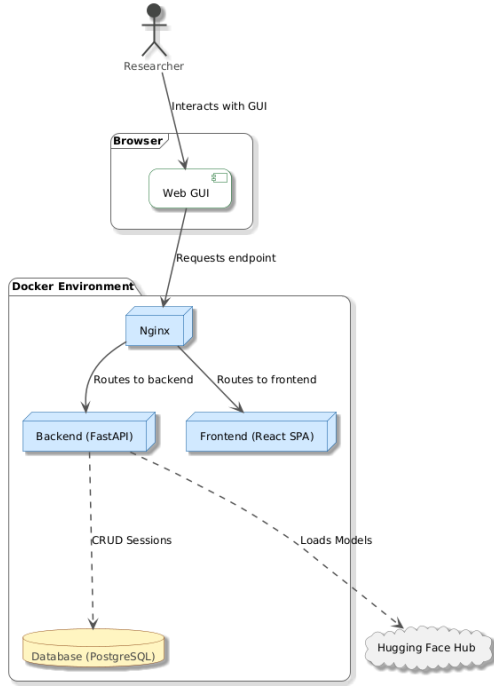 Researcher
Interacts with GUI
Browser
Web GUI
Requests endpoint
Docker Environment
Nginx
Routes to backend
Routes to frontend
Backend (FastAPI)
Frontend (React SPA)
CRUD Sessions
Loads Models
Database (PostgreSQL)
Hugging Face Hub